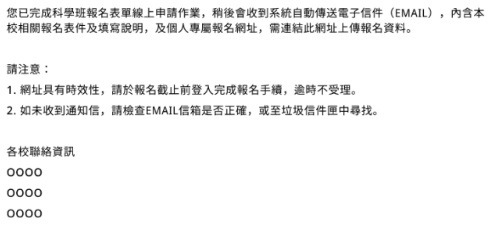 您已完成科學班報名表單線上申請作業，稍後會收到系統自動傳送電子信件（EMAIL），內含本
校相關報名表件及填寫說明，及個人專屬報名網址，需連結此網址上傳報名資料。
請注意：
1. 網址具有時效性，請於報名截止前登入完成報名手續，逾時不受理。
2. 如未收到通知信，請檢查EMAIL信箱是否正確，或至垃圾信件匣中尋找。
各校聯絡資訊
OOOO
OOOO
OOOO